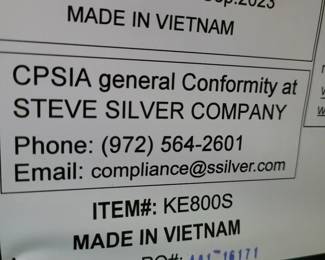 2023
MADE IN VIETNAM
CPSIA general Conformity at
STEVE SILVER COMPANY
Phone: (972) 564-2601
Email: compliance@ssilver.com
ITEM#: KE800S
MADE IN VIETNAM